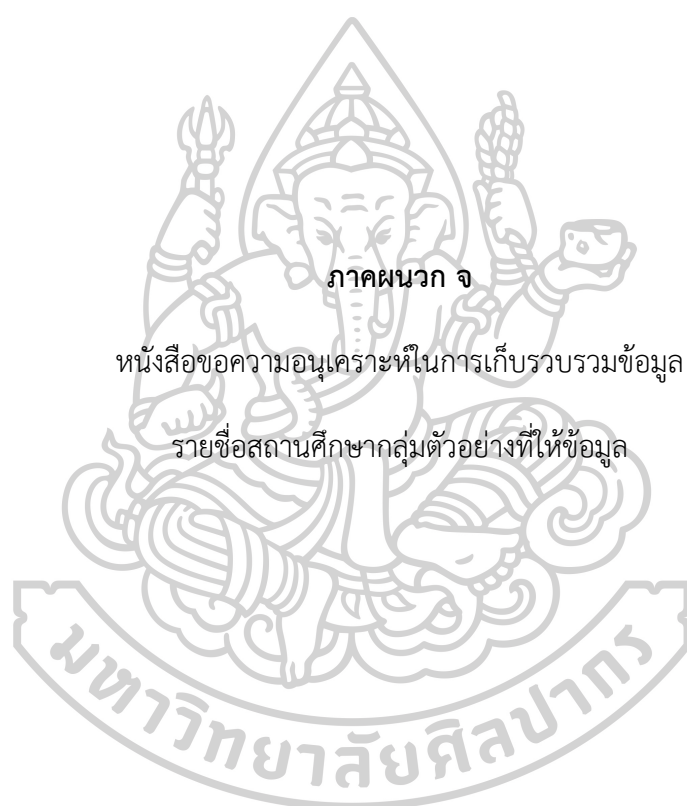 ภาคผนวก จ
หนังสือขอความอนุเคราะห์ในการเก็บรวบรวมข้อมูล
รายชื่อสถานศึกษากลุ่มตัวอย่างที่ให้ข้อมูล
มหาวิทยาลัยศิลปากร